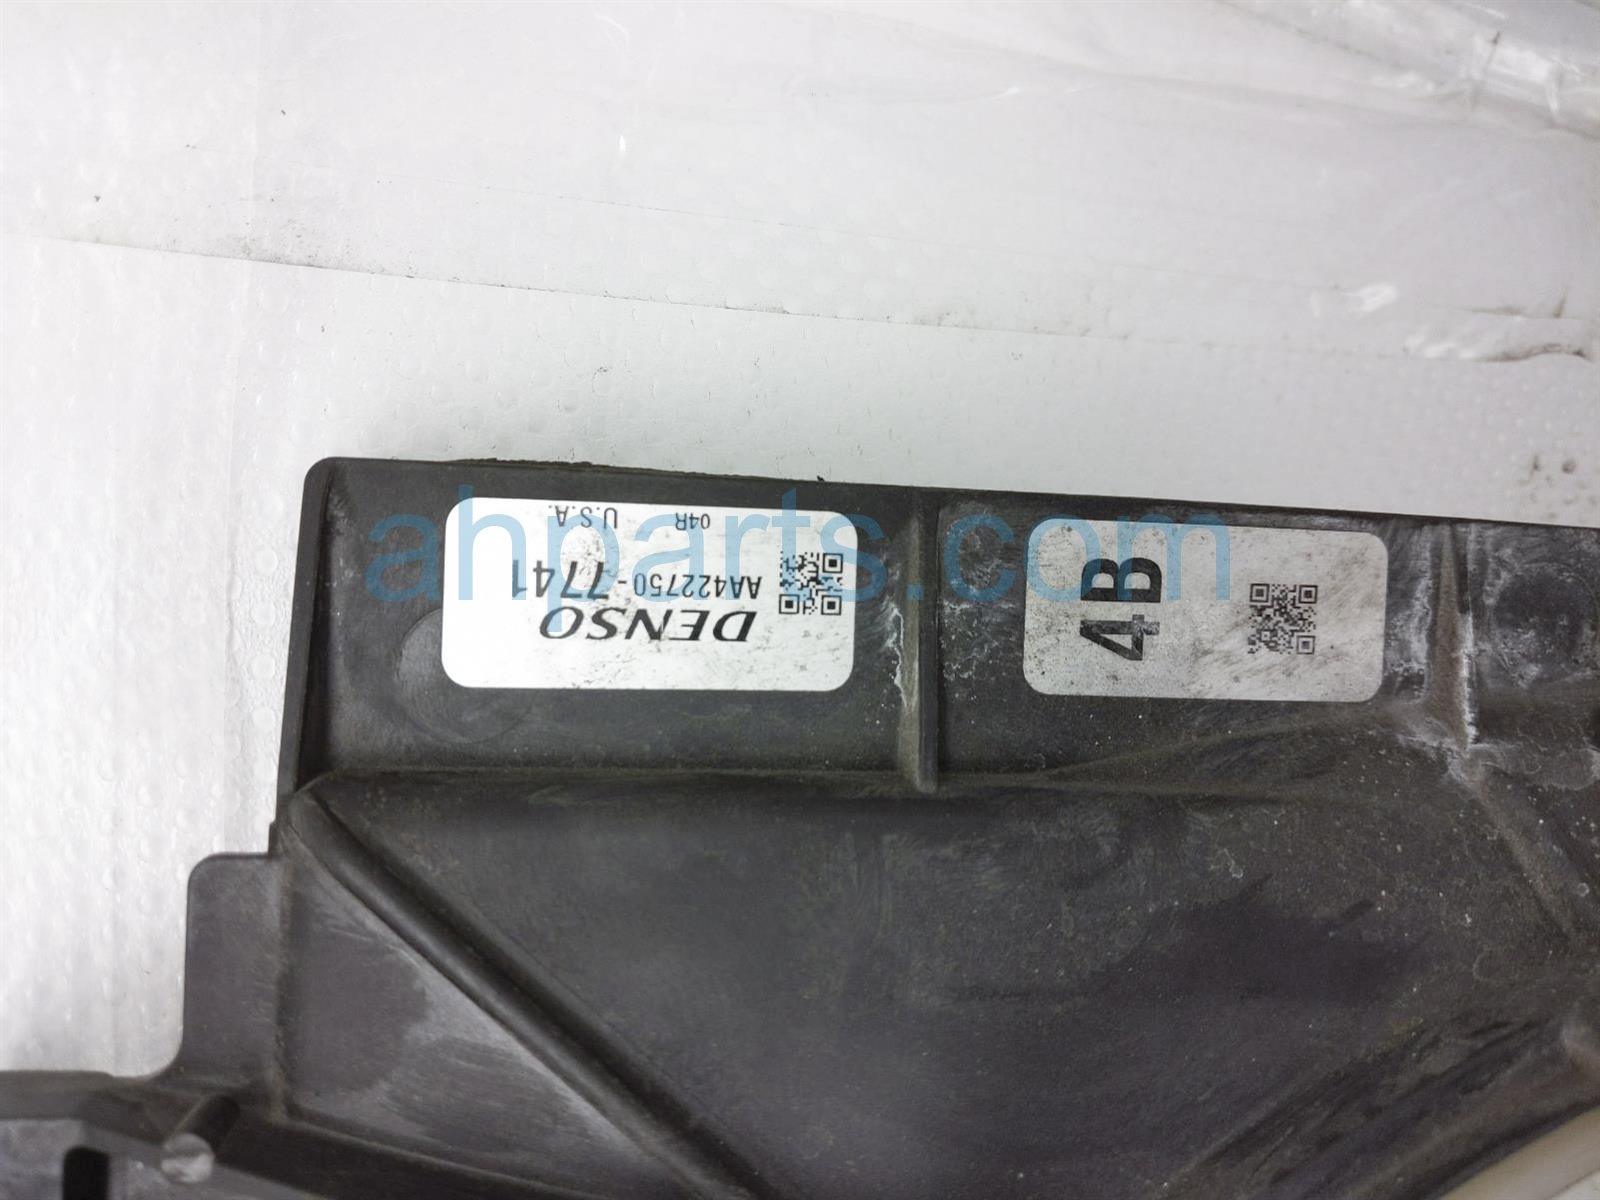 DENSO
AA422750-7741
04R U.S.A.
4B
ahparts.com